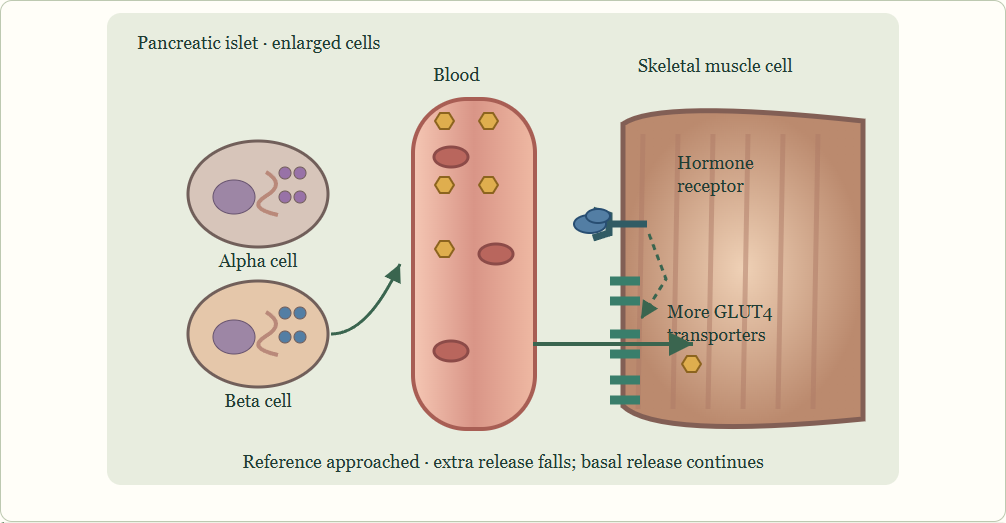 Pancreatic islet · enlarged cells
Blood
Skeletal muscle cell
Hormone
receptor
Alpha cell
More GLUT4
transporters
Beta cell
Reference approached · extra release falls; basal release continues